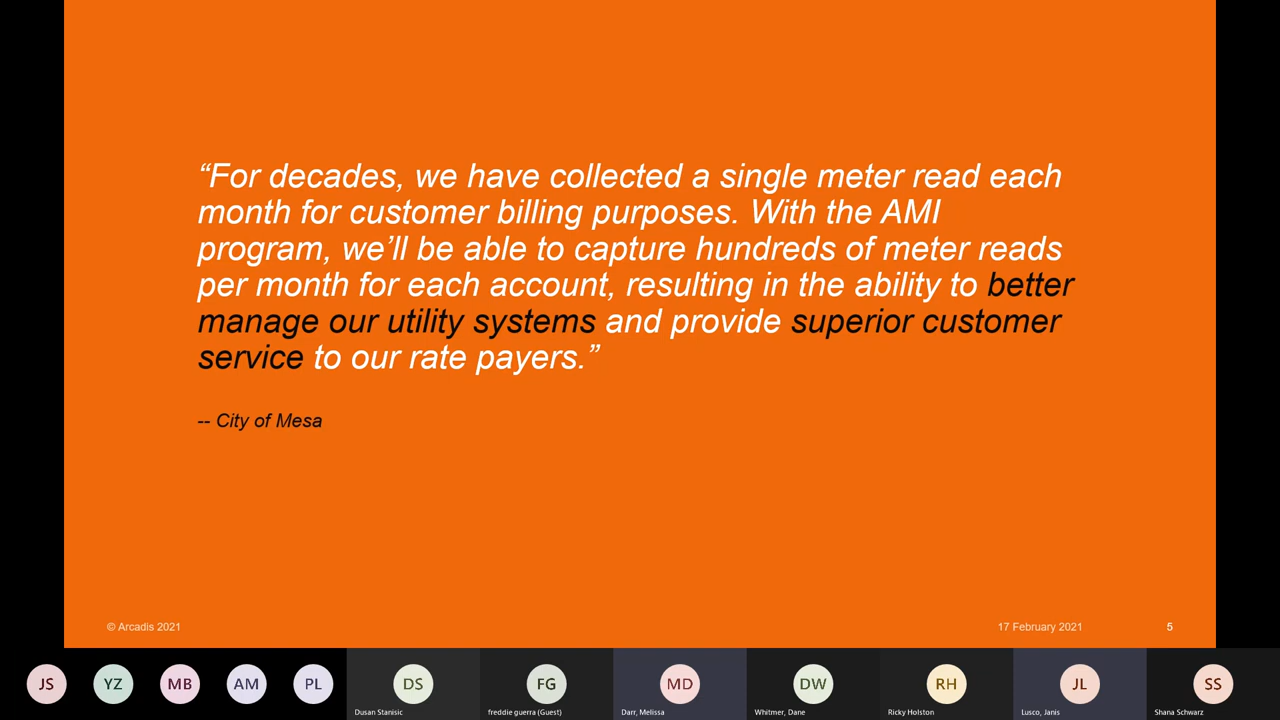 “For decades, we have collected a single meter read each
month for customer billing purposes. With the AMI
program, we’ll be able to capture hundreds of meter reads
per month for each account, resulting in the ability to better
manage our utility systems and provide superior customer
service to our rate payers.”
-- City of Mesa
© Arcadis 2021
17 February 2021
5
JS
YZ
MB
AM
PL
DS
FG
MD
DW
RH
JL
SS
Dusan Stanisic
freddie guerra (Guest)
Darr, Melissa
Whitmer, Dane
Ricky Holston
Lusco, Janis
Shana Schwarz